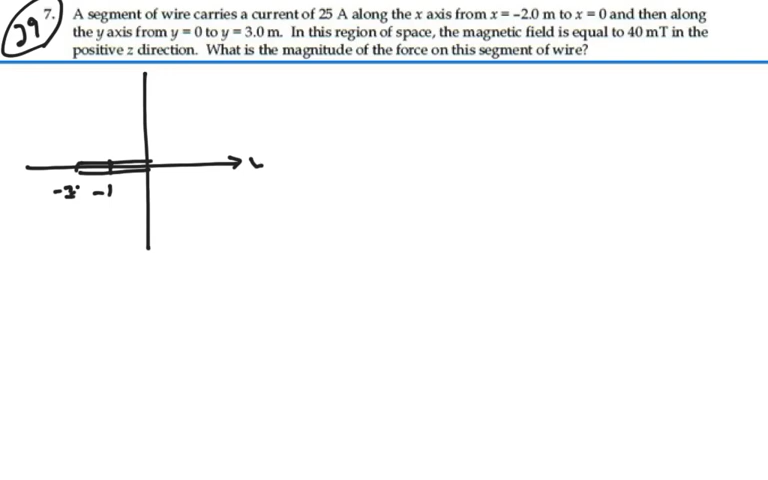 29
7. A segment of wire carries a current of 25 A along the x axis from x = −2.0 m to x = 0 and then along
the y axis from y = 0 to y = 3.0 m. In this region of space, the magnetic field is equal to 40 mT in the
positive z direction. What is the magnitude of the force on this segment of wire?
-1